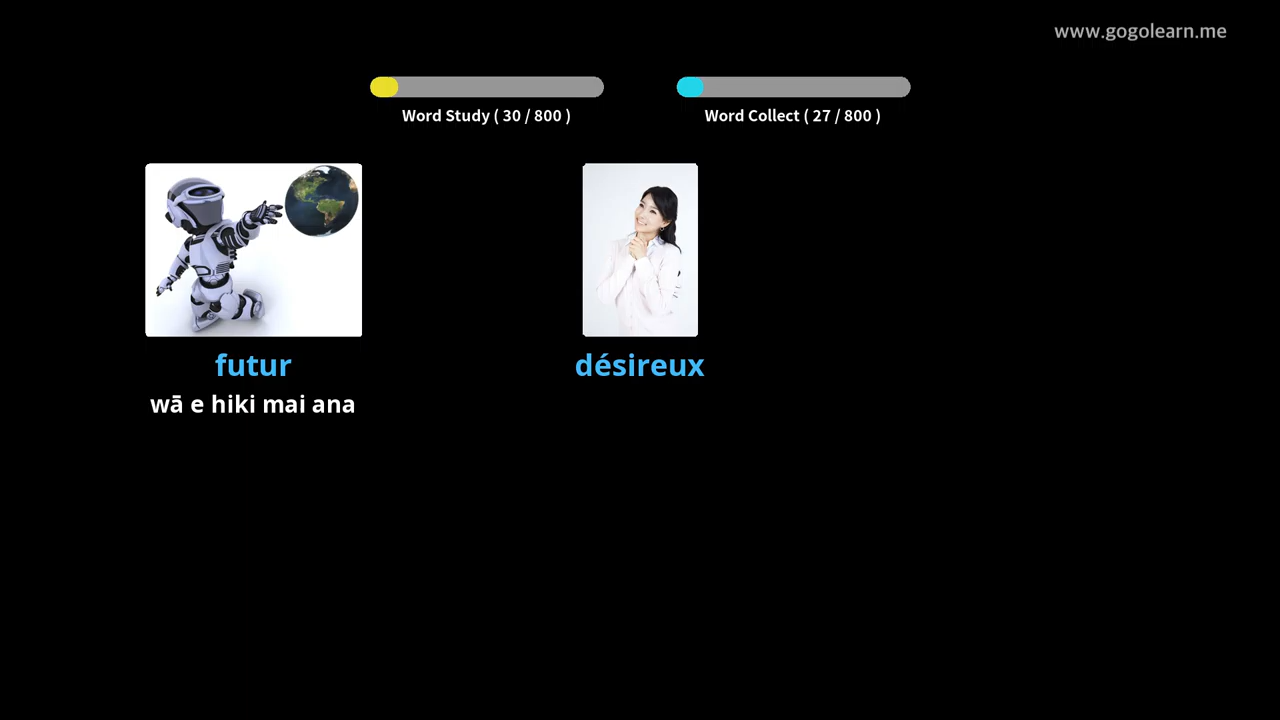 www.gogolearn.me
Word Study ( 30 / 800 )
Word Collect ( 27 / 800 )
futur
wā e hiki mai ana
désireux